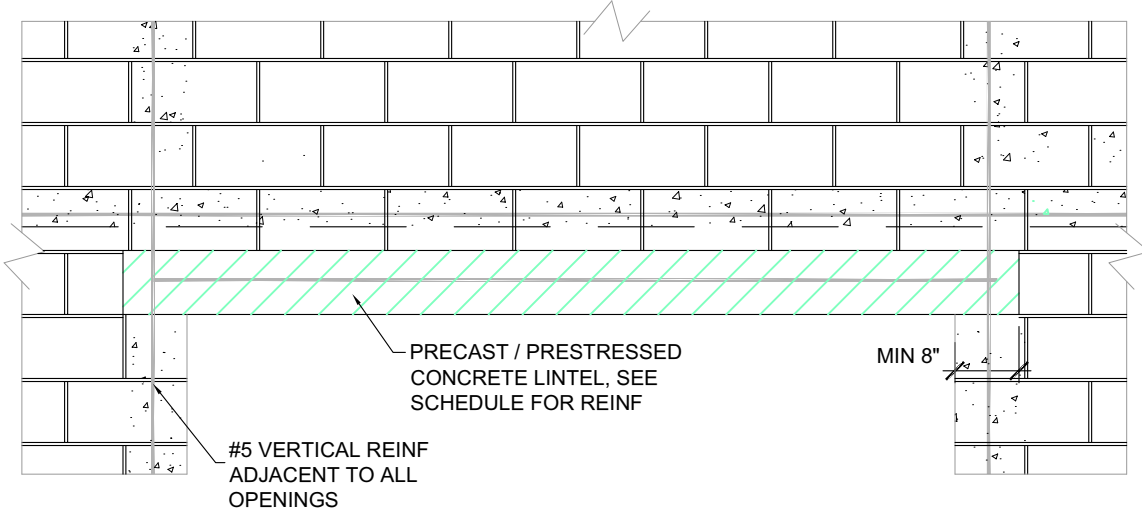 PRECAST / PRESTRESSED
CONCRETE LINTEL, SEE
SCHEDULE FOR REINF
MIN 8"
#5 VERTICAL REINF
ADJACENT TO ALL
OPENINGS